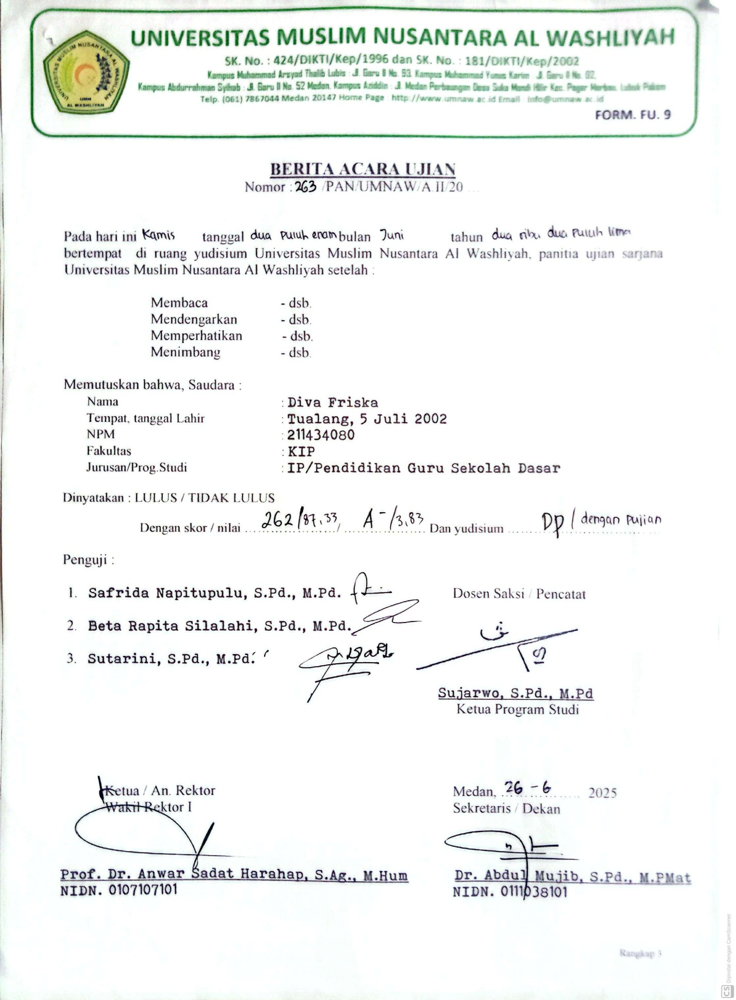 UNIVERSITAS MUSLIM NUSANTARA AL WASHLIYAH
SK. No. : 424/DIKTI/Kep/1996 dan SK. No. : 181/DIKTI/Kep/2002
Kampus Muhammad Arsyad Thalib Lubis : Jl. Garu II No. 93, Kampus Muhammad Yunus Karim : Jl. Garu II No. 02,
Kampus Abdurrahman Syihab : Jl. Garu II No. 52 Medan, Kampus Aziddin : Jl. Medan Perbaungan Desa Suka Mandi Hilir Kec. Pagar Merbau, Lubuk Pakam
Telp. (061) 7867044 Medan 20147 Home Page : http://www.umnaw.ac.id Email : info@umnaw.ac.id
UNIVERSITAS MUSLIM NUSANTARA AL WASHLIYAH
UMN
AL WASHLIYAH
FORM. FU. 9
BERITA ACARA UJIAN
Nomor : 263 /PAN/UMNAW/A.II/20
Pada hari ini Kamis tanggal dua puluh enam bulan Juni tahun dua ribu dua puluh lima
bertempat di ruang yudisium Universitas Muslim Nusantara Al Washliyah, panitia ujian sarjana
Universitas Muslim Nusantara Al Washliyah setelah :
Membaca - dsb.
Mendengarkan - dsb.
Memperhatikan - dsb.
Menimbang - dsb.
Memutuskan bahwa, Saudara :
Nama : Diva Friska
Tempat, tanggal Lahir : Tualang, 5 Juli 2002
NPM : 211434080
Fakultas : KIP
Jurusan/Prog.Studi : IP/Pendidikan Guru Sekolah Dasar
Dinyatakan : LULUS / TIDAK LULUS
Dengan skor / nilai 262/87,33, / A-/3,83 Dan yudisium DP / dengan pujian
Penguji :
1. Safrida Napitupulu, S.Pd., M.Pd. Dosen Saksi / Pencatat
2. Beta Rapita Silalahi, S.Pd., M.Pd.
3. Sutarini, S.Pd., M.Pd.
Sujarwo, S.Pd., M.Pd
Ketua Program Studi
Ketua / An. Rektor
Wakil Rektor I
Medan, 26 - 6 2025
Sekretaris / Dekan
Prof. Dr. Anwar Sadat Harahap, S.Ag., M.Hum
NIDN. 0107107101
Dr. Abdul Mujib, S.Pd., M.PMat
NIDN. 0111038101
Rangkap 3
CS Dipindai dengan CamScanner